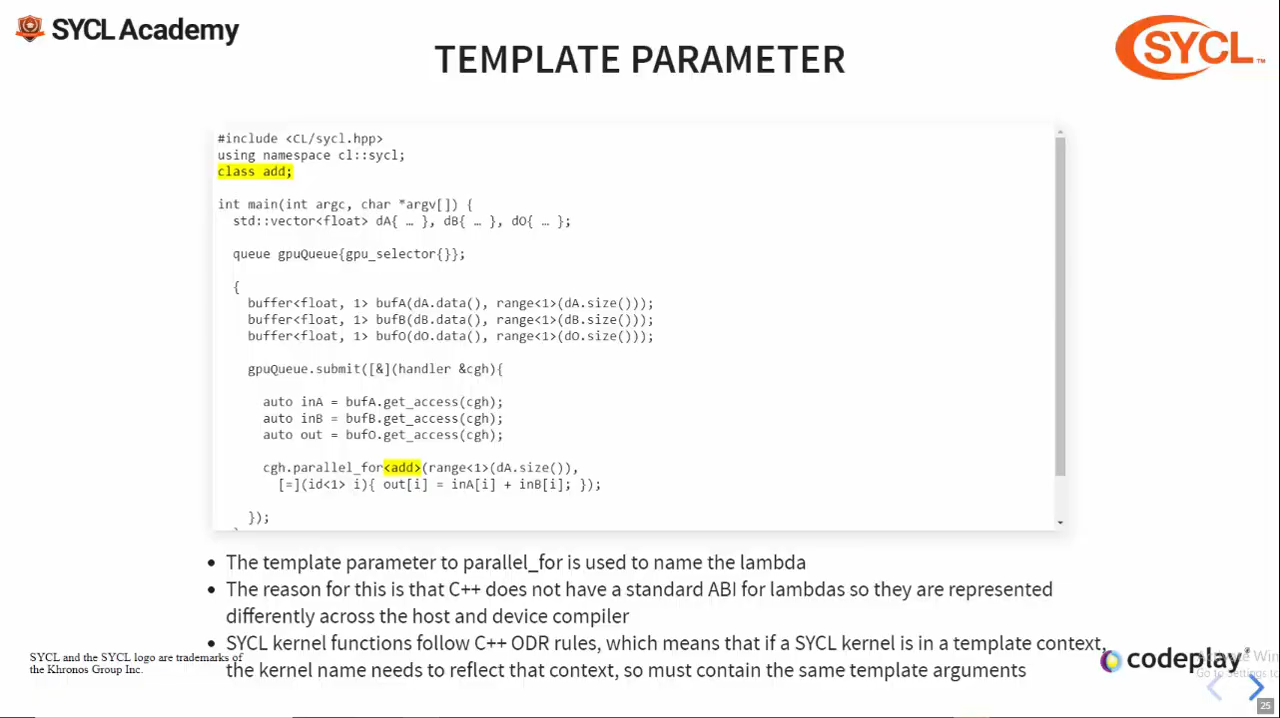 SYCL Academy
SYCL™
TEMPLATE PARAMETER
#include <CL/sycl.hpp>
using namespace cl::sycl;
class add;
int main(int argc, char *argv[]) {
std::vector<float> dA{ … }, dB{ … }, dO{ … };
queue gpuQueue{gpu_selector{}};
{
buffer<float, 1> bufA(dA.data(), range<1>(dA.size()));
buffer<float, 1> bufB(dB.data(), range<1>(dB.size()));
buffer<float, 1> bufO(dO.data(), range<1>(dO.size()));
gpuQueue.submit([&](handler &cgh){
auto inA = bufA.get_access(cgh);
auto inB = bufB.get_access(cgh);
auto out = bufO.get_access(cgh);
cgh.parallel_for<add>(range<1>(dA.size()),
[=](id<1> i){ out[i] = inA[i] + inB[i]; });
});
• The template parameter to parallel_for is used to name the lambda
• The reason for this is that C++ does not have a standard ABI for lambdas so they are represented
differently across the host and device compiler
• SYCL kernel functions follow C++ ODR rules, which means that if a SYCL kernel is in a template context,
the kernel name needs to reflect that context, so must contain the same template arguments
SYCL and the SYCL logo are trademarks of
the Khronos Group Inc.
codeplay
25